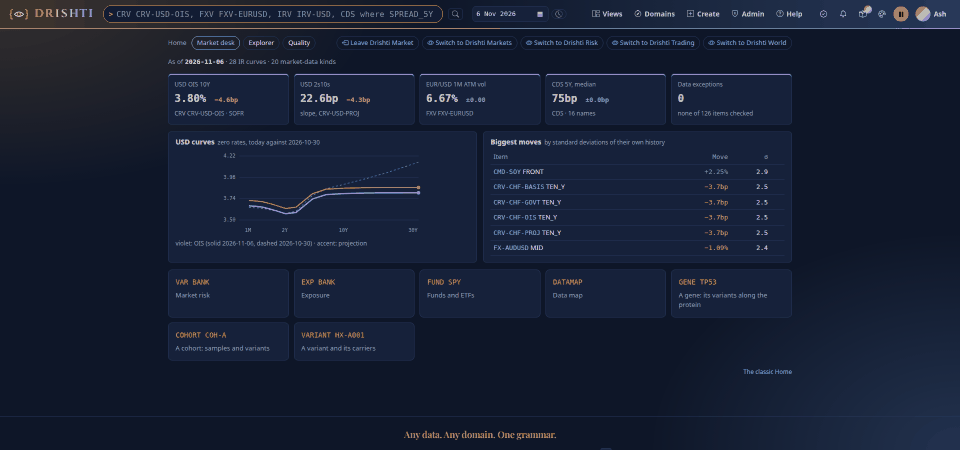 {<>} DRISHTI
> CRV CRV-USD-OIS, FXV FXV-EURUSD, IRV IRV-USD, CDS where SPREAD_5Y
6 Nov 2026
Views Domains Create Admin Help Ash
Home Market desk Explorer Quality Leave Drishti Market Switch to Drishti Markets Switch to Drishti Risk Switch to Drishti Trading Switch to Drishti World
As of 2026-11-06 · 28 IR curves · 20 market-data kinds
USD OIS 10Y
3.80% −4.6bp
CRV CRV-USD-OIS · SOFR
USD 2s10s
22.6bp −4.3bp
slope, CRV-USD-PROJ
EUR/USD 1M ATM vol
6.67% ±0.00
FXV FXV-EURUSD
CDS 5Y, median
75bp ±0.0bp
CDS · 16 names
Data exceptions
0
none of 126 items checked
USD curves zero rates, today against 2026-10-30
4.22
3.98
3.74
3.50
1M 2Y 10Y 30Y
violet: OIS (solid 2026-11-06, dashed 2026-10-30) · accent: projection
Biggest moves by standard deviations of their own history
Item Move σ
CMD-SOY FRONT +2.25% 2.9
CRV-CHF-BASIS TEN_Y −3.7bp 2.5
CRV-CHF-GOVT TEN_Y −3.7bp 2.5
CRV-CHF-OIS TEN_Y −3.7bp 2.5
CRV-CHF-PROJ TEN_Y −3.7bp 2.5
FX-AUDUSD MID −1.09% 2.4
VAR BANK
Market risk
EXP BANK
Exposure
FUND SPY
Funds and ETFs
DATAMAP
Data map
GENE TP53
A gene: its variants along the
protein
COHORT COH-A
A cohort: samples and variants
VARIANT HX-A001
A variant and its carriers
The classic Home
Any data. Any domain. One grammar.